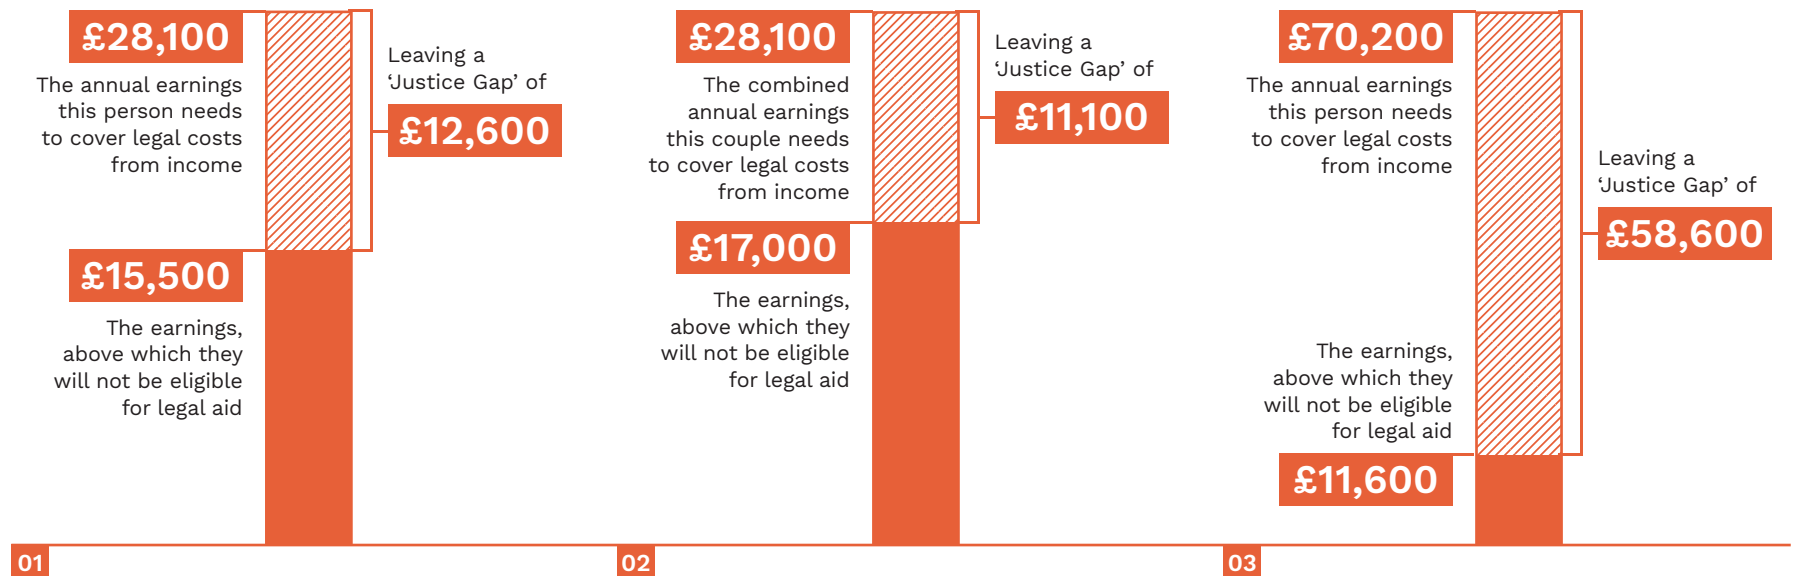 £28,100
The annual earnings
this person needs
to cover legal costs
from income
Leaving a
‘Justice Gap’ of
£12,600
£15,500
The earnings,
above which they
will not be eligible
for legal aid
01
£28,100
The combined
annual earnings
this couple needs
to cover legal costs
from income
Leaving a
‘Justice Gap’ of
£11,100
£17,000
The earnings,
above which they
will not be eligible
for legal aid
02
£70,200
The annual earnings
this person needs
to cover legal costs
from income
Leaving a
‘Justice Gap’ of
£58,600
The earnings,
above which they
will not be eligible
for legal aid
£11,600
03